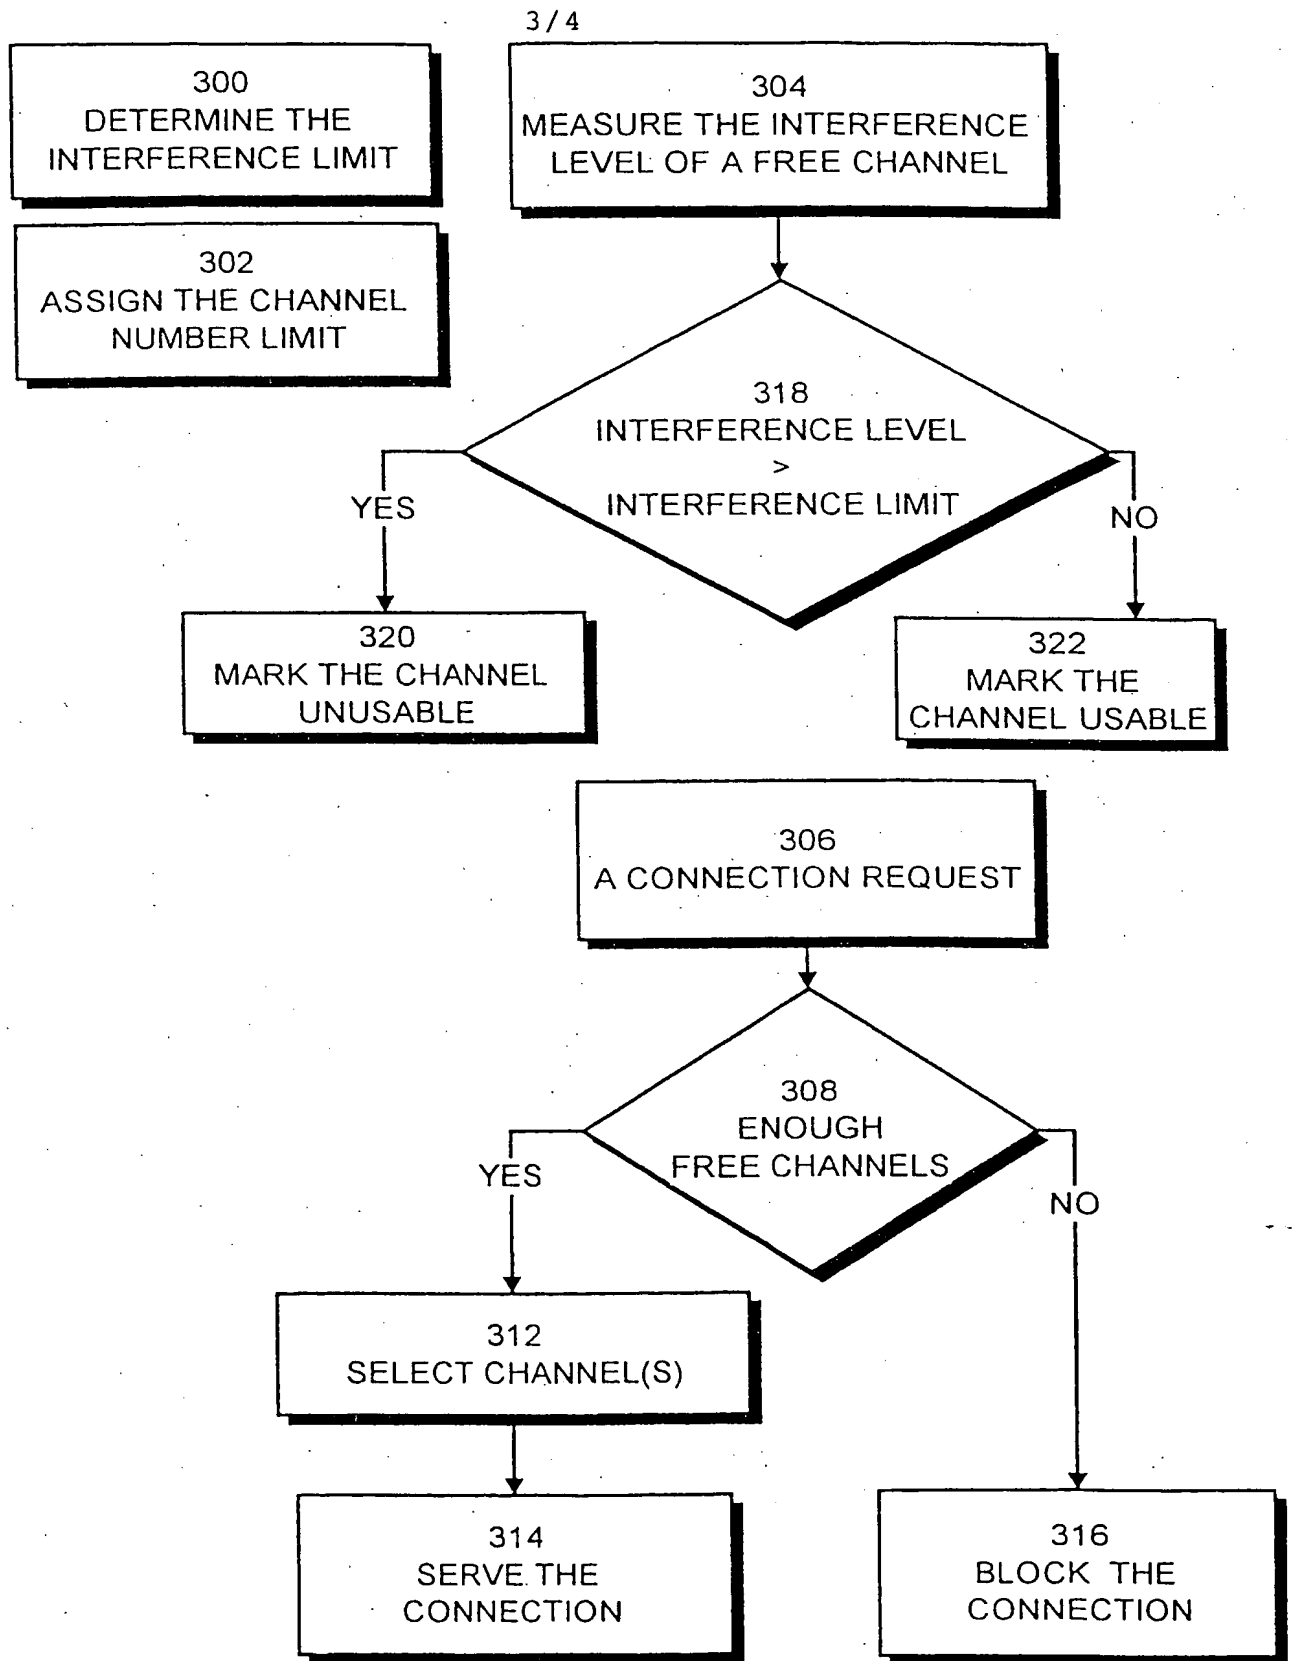 3/4
300
DETERMINE THE
INTERFERENCE LIMIT
304
MEASURE THE INTERFERENCE
LEVEL OF A FREE CHANNEL
302
ASSIGN THE CHANNEL
NUMBER LIMIT
318
INTERFERENCE LEVEL
>
INTERFERENCE LIMIT
YES
NO
320
MARK THE CHANNEL
UNUSABLE
322
MARK THE
CHANNEL USABLE
306
A CONNECTION REQUEST
308
ENOUGH
FREE CHANNELS
YES
NO
312
SELECT CHANNEL(S)
314
SERVE THE
CONNECTION
316
BLOCK THE
CONNECTION